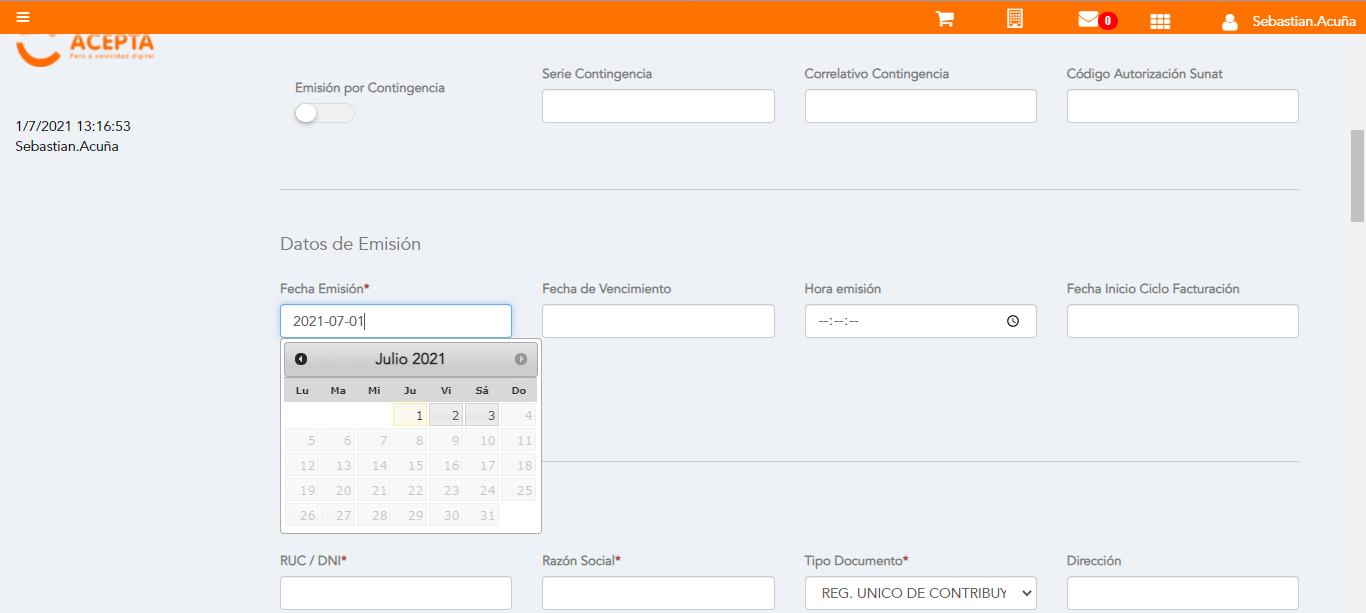 0
Sebastian.Acuña
ACEPTA
Perú a velocidad digital
1/7/2021 13:16:53
Sebastian.Acuña
Emisión por Contingencia
Serie Contingencia
Correlativo Contingencia
Código Autorización Sunat
Datos de Emisión
Fecha Emisión*
Fecha de Vencimiento
Hora emisión
Fecha Inicio Ciclo Facturación
2021-07-01
--:--:--
Julio 2021
Lu Ma Mi Ju Vi Sá Do
1 2 3 4
5 6 7 8 9 10 11
12 13 14 15 16 17 18
19 20 21 22 23 24 25
26 27 28 29 30 31
RUC / DNI*
Razón Social*
Tipo Documento*
Dirección
REG. UNICO DE CONTRIBUY